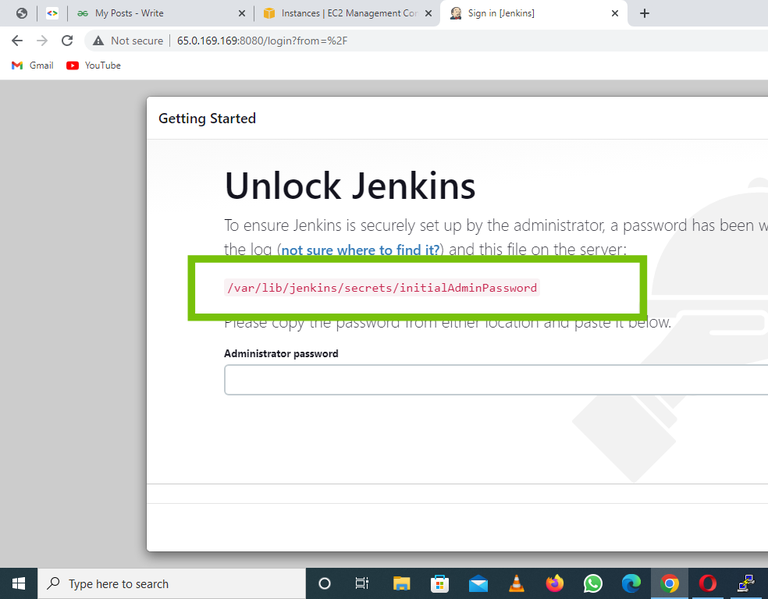 My Posts - Write
Instances | EC2 Management Con
Sign in [Jenkins]
Not secure
65.0.169.169:8080/login?from=%2F
Gmail
YouTube
Getting Started
Unlock Jenkins
To ensure Jenkins is securely set up by the administrator, a password has been w
the log (not sure where to find it?) and this file on the server:
/var/lib/jenkins/secrets/initialAdminPassword
Please copy the password from either location and paste it below.
Administrator password
Type here to search